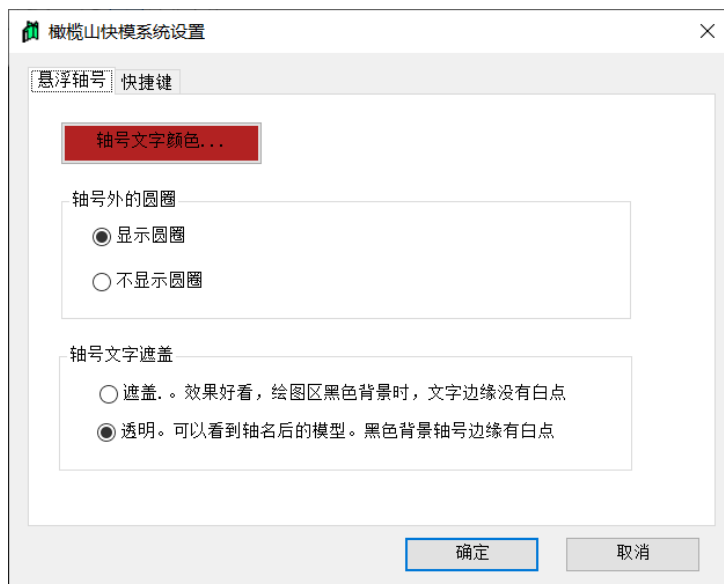 橄榄山快模系统设置
悬浮轴号 快捷键
轴号文字颜色...
轴号外的圆圈
显示圆圈
不显示圆圈
轴号文字遮盖
遮盖.。效果好看，绘图区黑色背景时，文字边缘没有白点
透明。可以看到轴名后的模型。黑色背景轴号边缘有白点
确定 取消